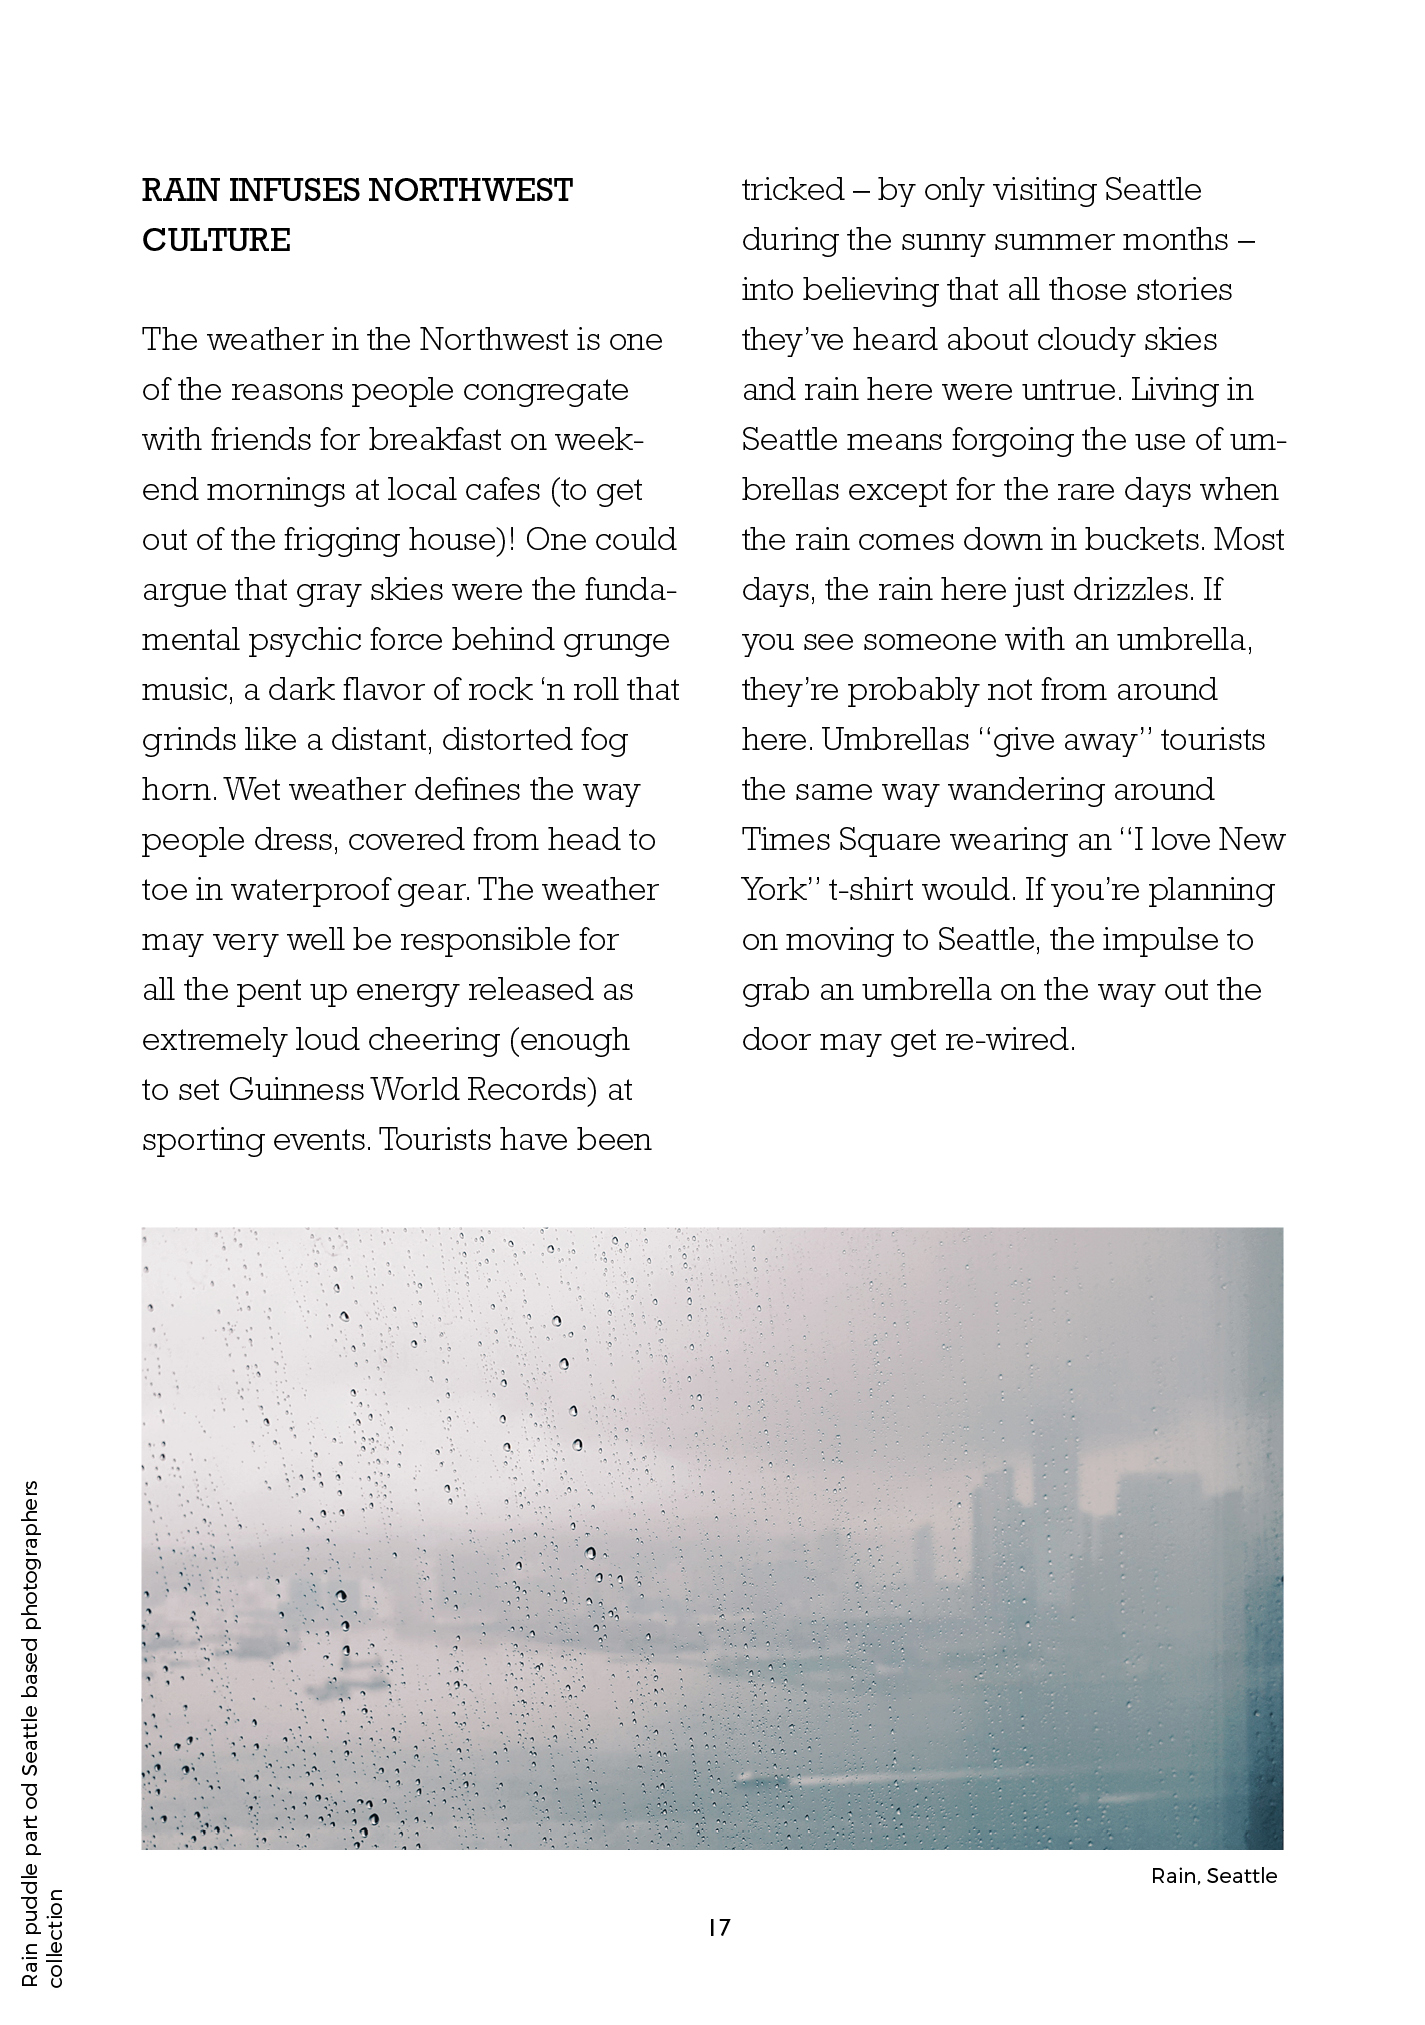 RAIN INFUSES NORTHWEST
CULTURE
The weather in the Northwest is one
of the reasons people congregate
with friends for breakfast on week-
end mornings at local cafes (to get
out of the frigging house)! One could
argue that gray skies were the funda-
mental psychic force behind grunge
music, a dark flavor of rock ‘n roll that
grinds like a distant, distorted fog
horn. Wet weather defines the way
people dress, covered from head to
toe in waterproof gear. The weather
may very well be responsible for
all the pent up energy released as
extremely loud cheering (enough
to set Guinness World Records) at
sporting events. Tourists have been
tricked – by only visiting Seattle
during the sunny summer months –
into believing that all those stories
they’ve heard about cloudy skies
and rain here were untrue. Living in
Seattle means forgoing the use of um-
brellas except for the rare days when
the rain comes down in buckets. Most
days, the rain here just drizzles. If
you see someone with an umbrella,
they’re probably not from around
here. Umbrellas “give away” tourists
the same way wandering around
Times Square wearing an “I love New
York” t-shirt would. If you’re planning
on moving to Seattle, the impulse to
grab an umbrella on the way out the
door may get re-wired.
Rain, Seattle
17
Rain puddle part od Seattle based photographers
collection